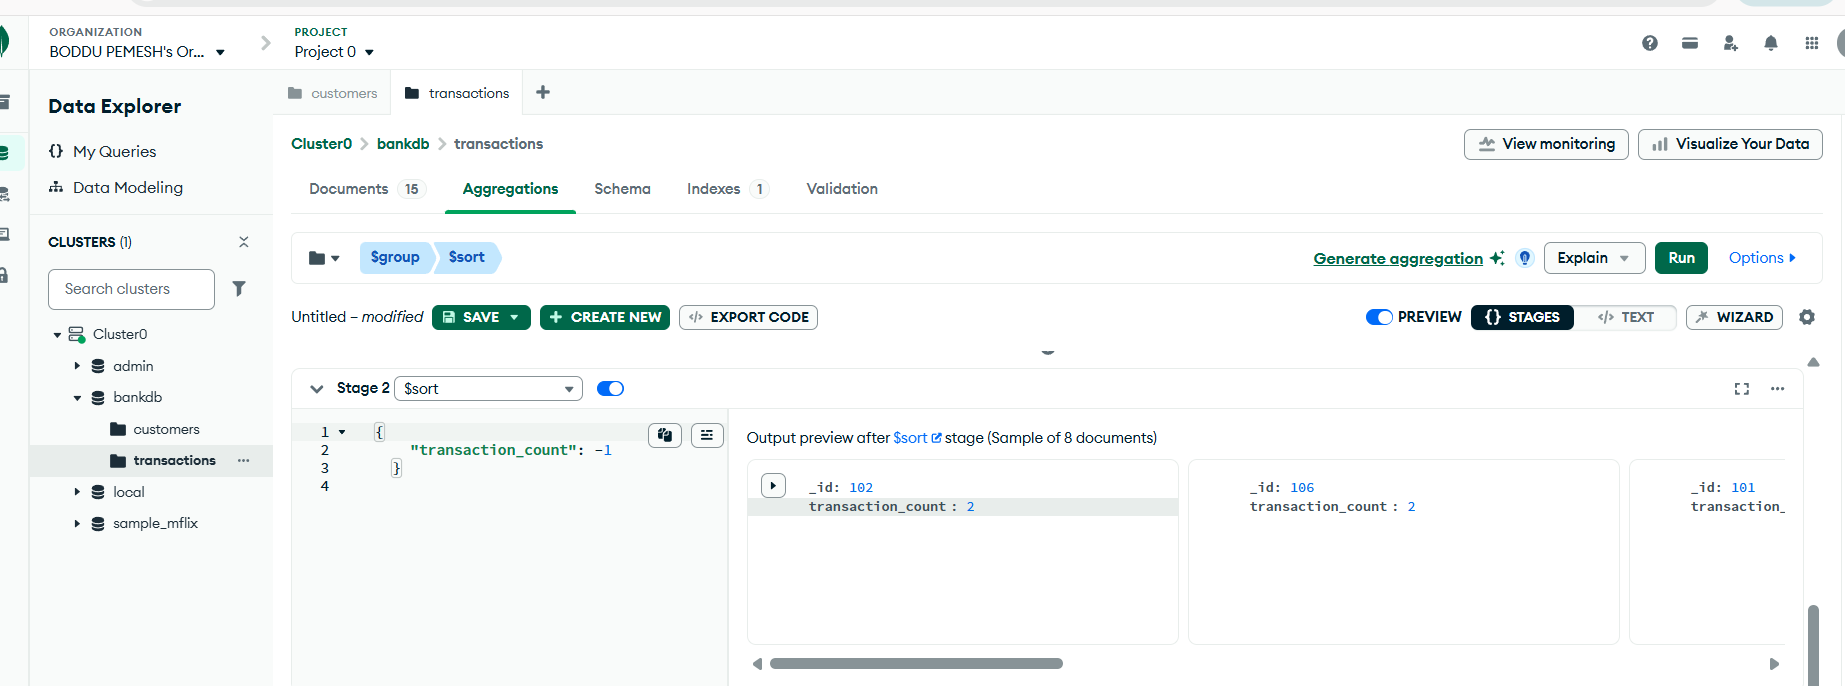 ORGANIZATION
BODDU PEMESH's Or...
PROJECT
Project 0
Data Explorer
My Queries
Data Modeling
CLUSTERS (1)
Search clusters
Cluster0
admin
bankdb
customers
transactions
local
sample_mflix
customers
transactions
Cluster0 > bankdb > transactions
View monitoring
Visualize Your Data
Documents 15
Aggregations
Schema
Indexes 1
Validation
$group
$sort
Generate aggregation
Explain
Run
Options
Untitled – modified
SAVE
CREATE NEW
</> EXPORT CODE
PREVIEW
{} STAGES
</> TEXT
WIZARD
Stage 2
$sort
1 {
2 "transaction_count": -1
3 }
4
Output preview after $sort stage (Sample of 8 documents)
_id: 102
transaction_count : 2
_id: 106
transaction_count : 2
_id: 101
transaction_